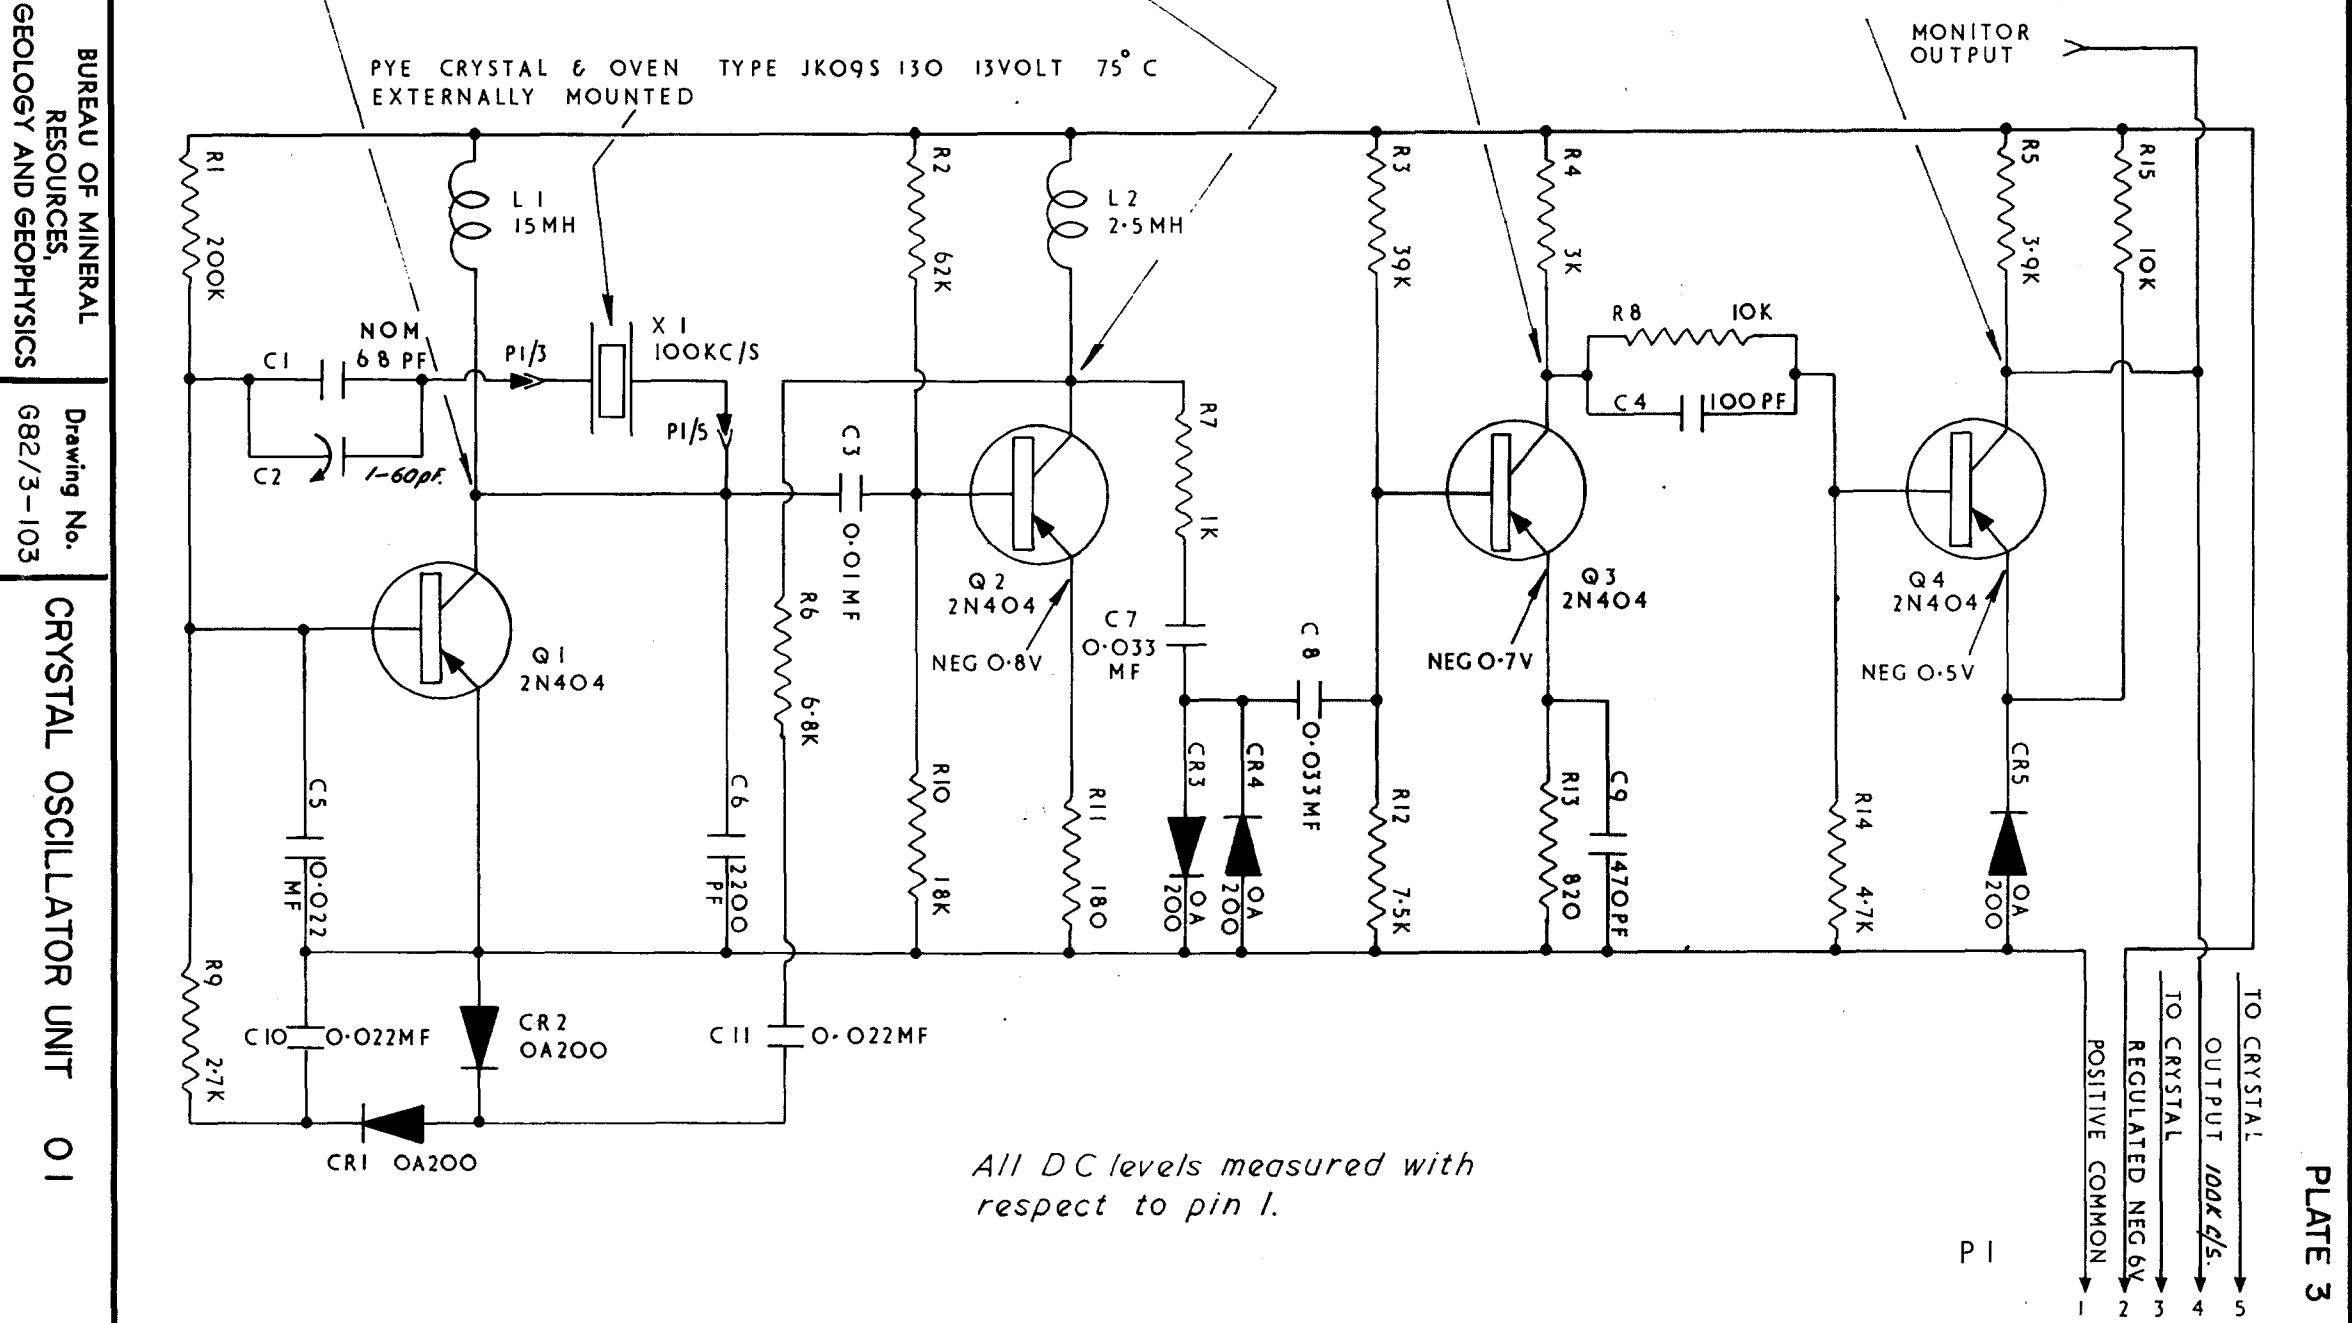 BUREAU OF MINERAL
RESOURCES,
GEOLOGY AND GEOPHYSICS
Drawing No.
G82/3-103
CRYSTAL OSCILLATOR UNIT 01
PLATE 3
PYE CRYSTAL & OVEN TYPE JKO9S 130 13VOLT 75°C
EXTERNALLY MOUNTED
MONITOR
OUTPUT
R1
200K
L1
15MH
R2
62K
L2
2·5MH
R3
39K
R4
3K
R5
3·9K
R15
10K
NOM
68 PF
C1
C2
1-60pF.
P1/3
X1
100KC/S
P1/5
C3
0·01MF
R7
1K
R8
10K
C4
100PF
Q1
2N404
Q2
2N404
NEG 0·8V
Q3
2N404
NEG 0·7V
Q4
2N404
NEG 0·5V
R6
6·8K
C7
0·033
MF
C8
0·033MF
C5
0·022
MF
C6
2200
PF
R10
18K
R11
180
CR3
OA
200
CR4
OA
200
R12
7·5K
R13
820
C9
470PF
R14
4·7K
CR5
OA
200
R9
2·7K
C10
0·022MF
CR2
OA200
C11
0·022MF
CR1 OA200
All DC levels measured with
respect to pin 1.
P1
POSITIVE COMMON
REGULATED NEG 6V
TO CRYSTAL
OUTPUT 100K C/S.
TO CRYSTAL
1 2 3 4 5